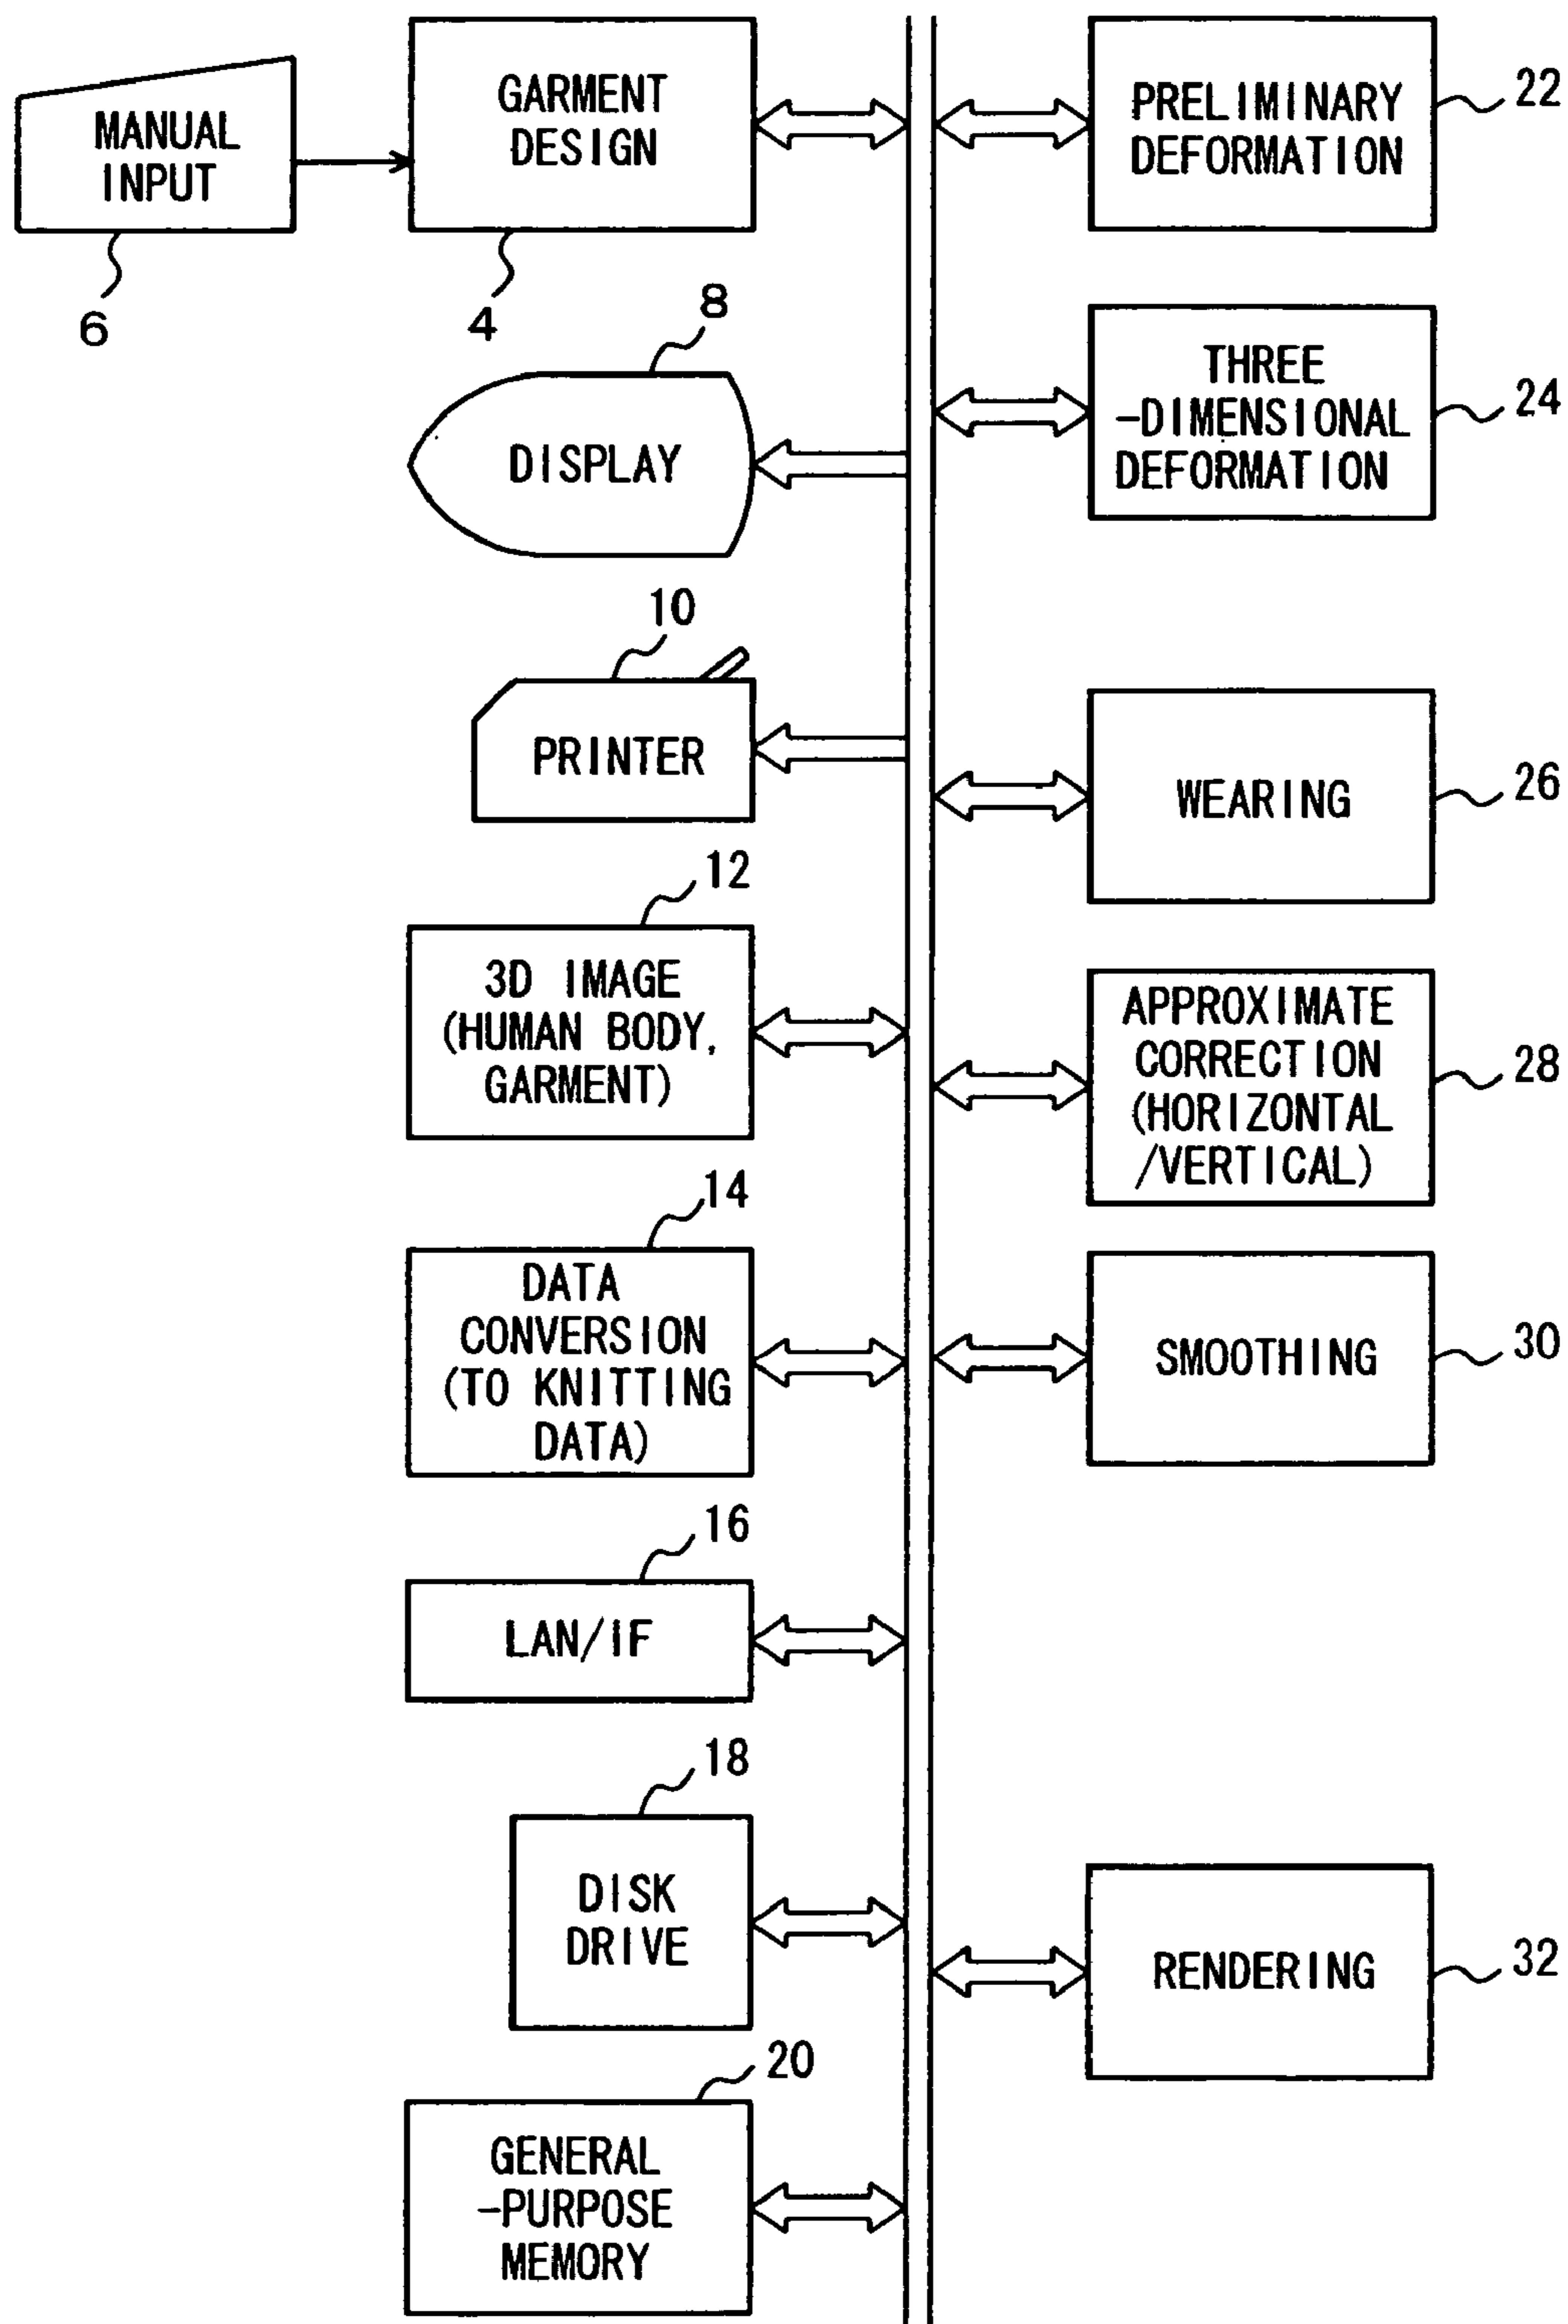 MANUAL
INPUT
6
GARMENT
DESIGN
4
8
DISPLAY
10
PRINTER
12
3D IMAGE
(HUMAN BODY,
GARMENT)
14
DATA
CONVERSION
(TO KNITTING
DATA)
16
LAN/IF
18
DISK
DRIVE
20
GENERAL
-PURPOSE
MEMORY
PRELIMINARY
DEFORMATION
22
THREE
-DIMENSIONAL
DEFORMATION
24
WEARING
26
APPROXIMATE
CORRECTION
(HORIZONTAL
/VERTICAL)
28
SMOOTHING
30
RENDERING
32